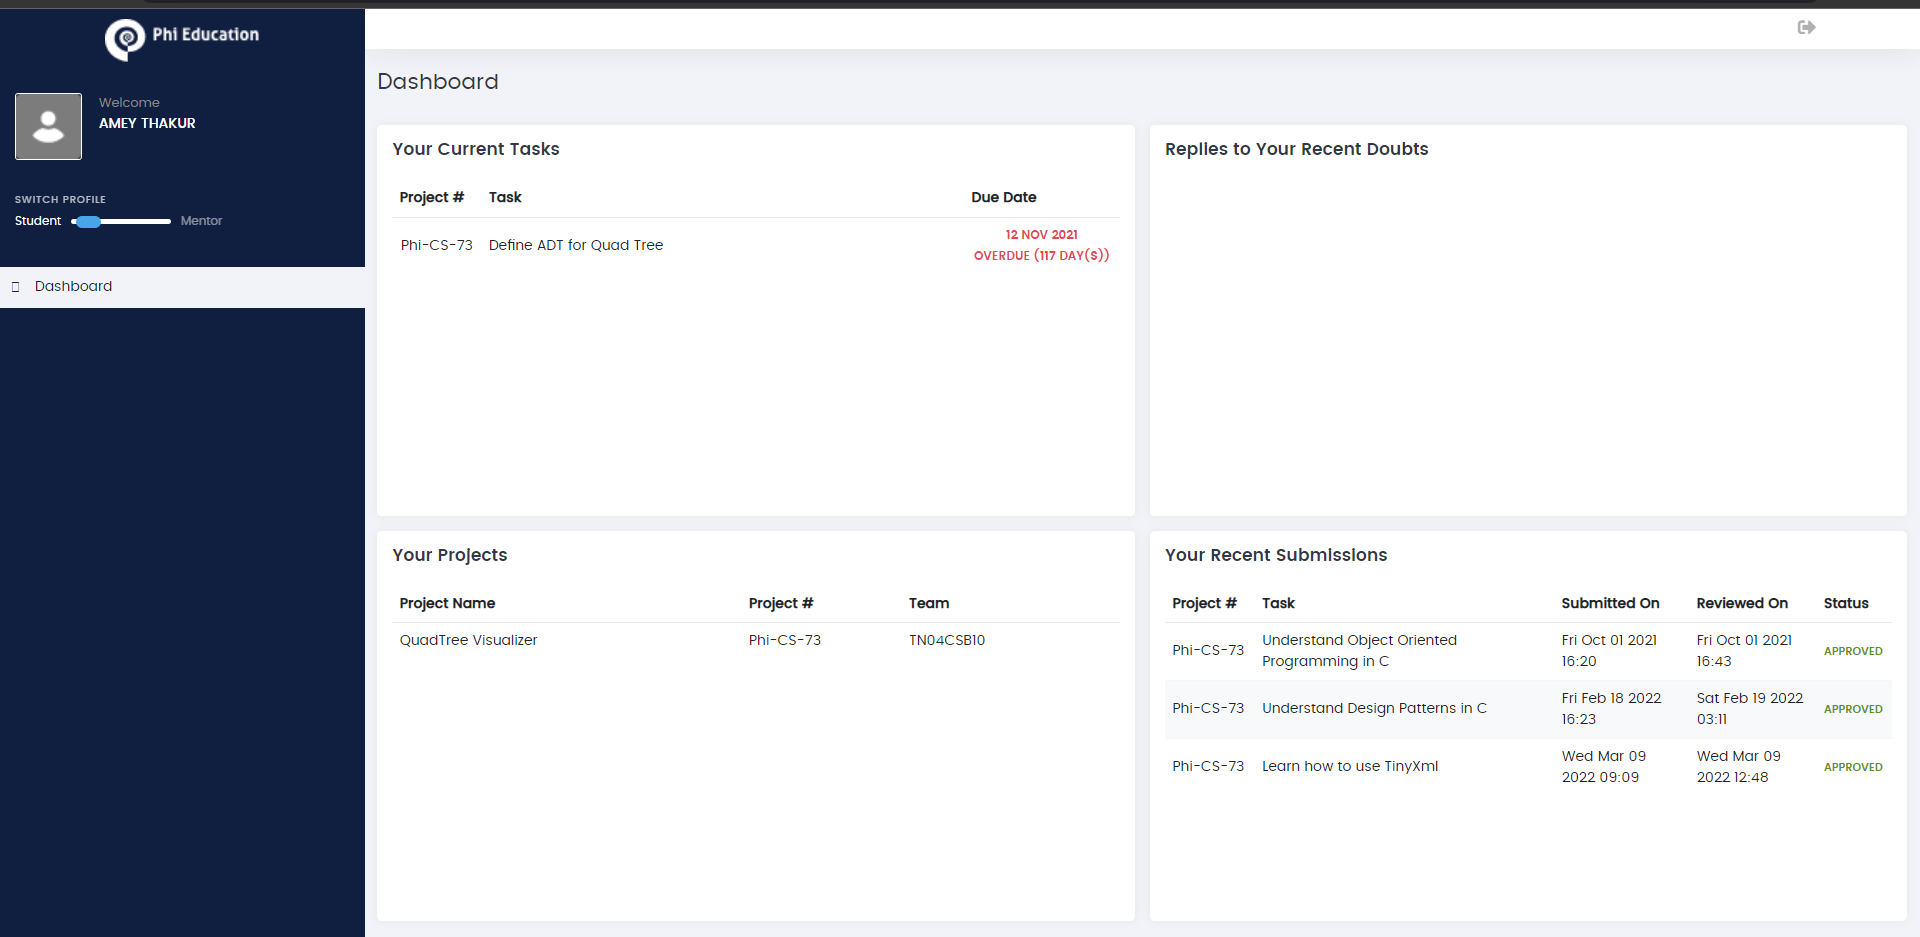 Phi Education
Welcome
AMEY THAKUR
SWITCH PROFILE
Student Mentor
Dashboard
Dashboard
Your Current Tasks
Project # Task Due Date
Phi-CS-73 Define ADT for Quad Tree 12 NOV 2021
OVERDUE (117 DAY(S))
Replies to Your Recent Doubts
Your Projects
Project Name Project # Team
QuadTree Visualizer Phi-CS-73 TN04CSB10
Your Recent Submissions
Project # Task Submitted On Reviewed On Status
Phi-CS-73 Understand Object Oriented Fri Oct 01 2021 Fri Oct 01 2021 APPROVED
Programming in C 16:20 16:43
Phi-CS-73 Understand Design Patterns in C Fri Feb 18 2022 Sat Feb 19 2022 APPROVED
16:23 03:11
Phi-CS-73 Learn how to use TinyXml Wed Mar 09 Wed Mar 09 APPROVED
2022 09:09 2022 12:48